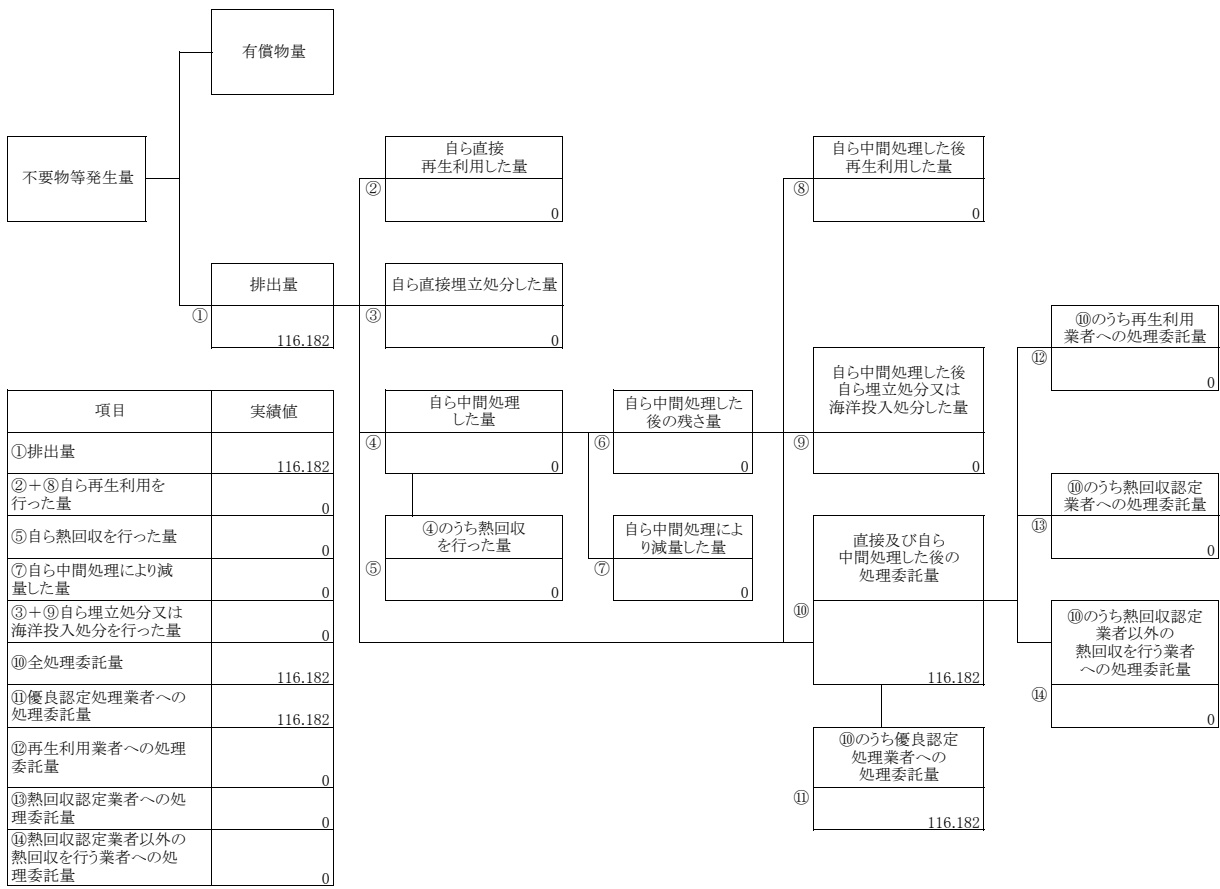 有償物量
不要物等発生量
自ら直接
再生利用した量
②
0
自ら中間処理した後
再生利用した量
⑧
0
排出量
①
116.182
自ら直接埋立処分した量
③
0
⑩のうち再生利用
業者への処理委託量
⑫
0
自ら中間処理
した量
④
0
自ら中間処理した
後の残さ量
⑥
0
自ら中間処理した後
自ら埋立処分又は
海洋投入処分した量
⑨
0
⑩のうち熱回収認定
業者への処理委託量
⑬
0
④のうち熱回収
を行った量
⑤
0
自ら中間処理によ
り減量した量
⑦
0
直接及び自ら
中間処理した後の
処理委託量
⑩
116.182
⑩のうち熱回収認定
業者以外の
熱回収を行う業者
への処理委託量
⑭
0
⑩のうち優良認定
処理業者への
処理委託量
⑪
116.182
項目 実績値
①排出量
116.182
②+⑧自ら再生利用を
行った量
0
⑤自ら熱回収を行った量
0
⑦自ら中間処理により減
量した量
0
③+⑨自ら埋立処分又は
海洋投入処分を行った量
0
⑩全処理委託量
116.182
⑪優良認定処理業者への
処理委託量
116.182
⑫再生利用業者への処理
委託量
0
⑬熱回収認定業者への処
理委託量
0
⑭熱回収認定業者以外の
熱回収を行う業者への処
理委託量
0